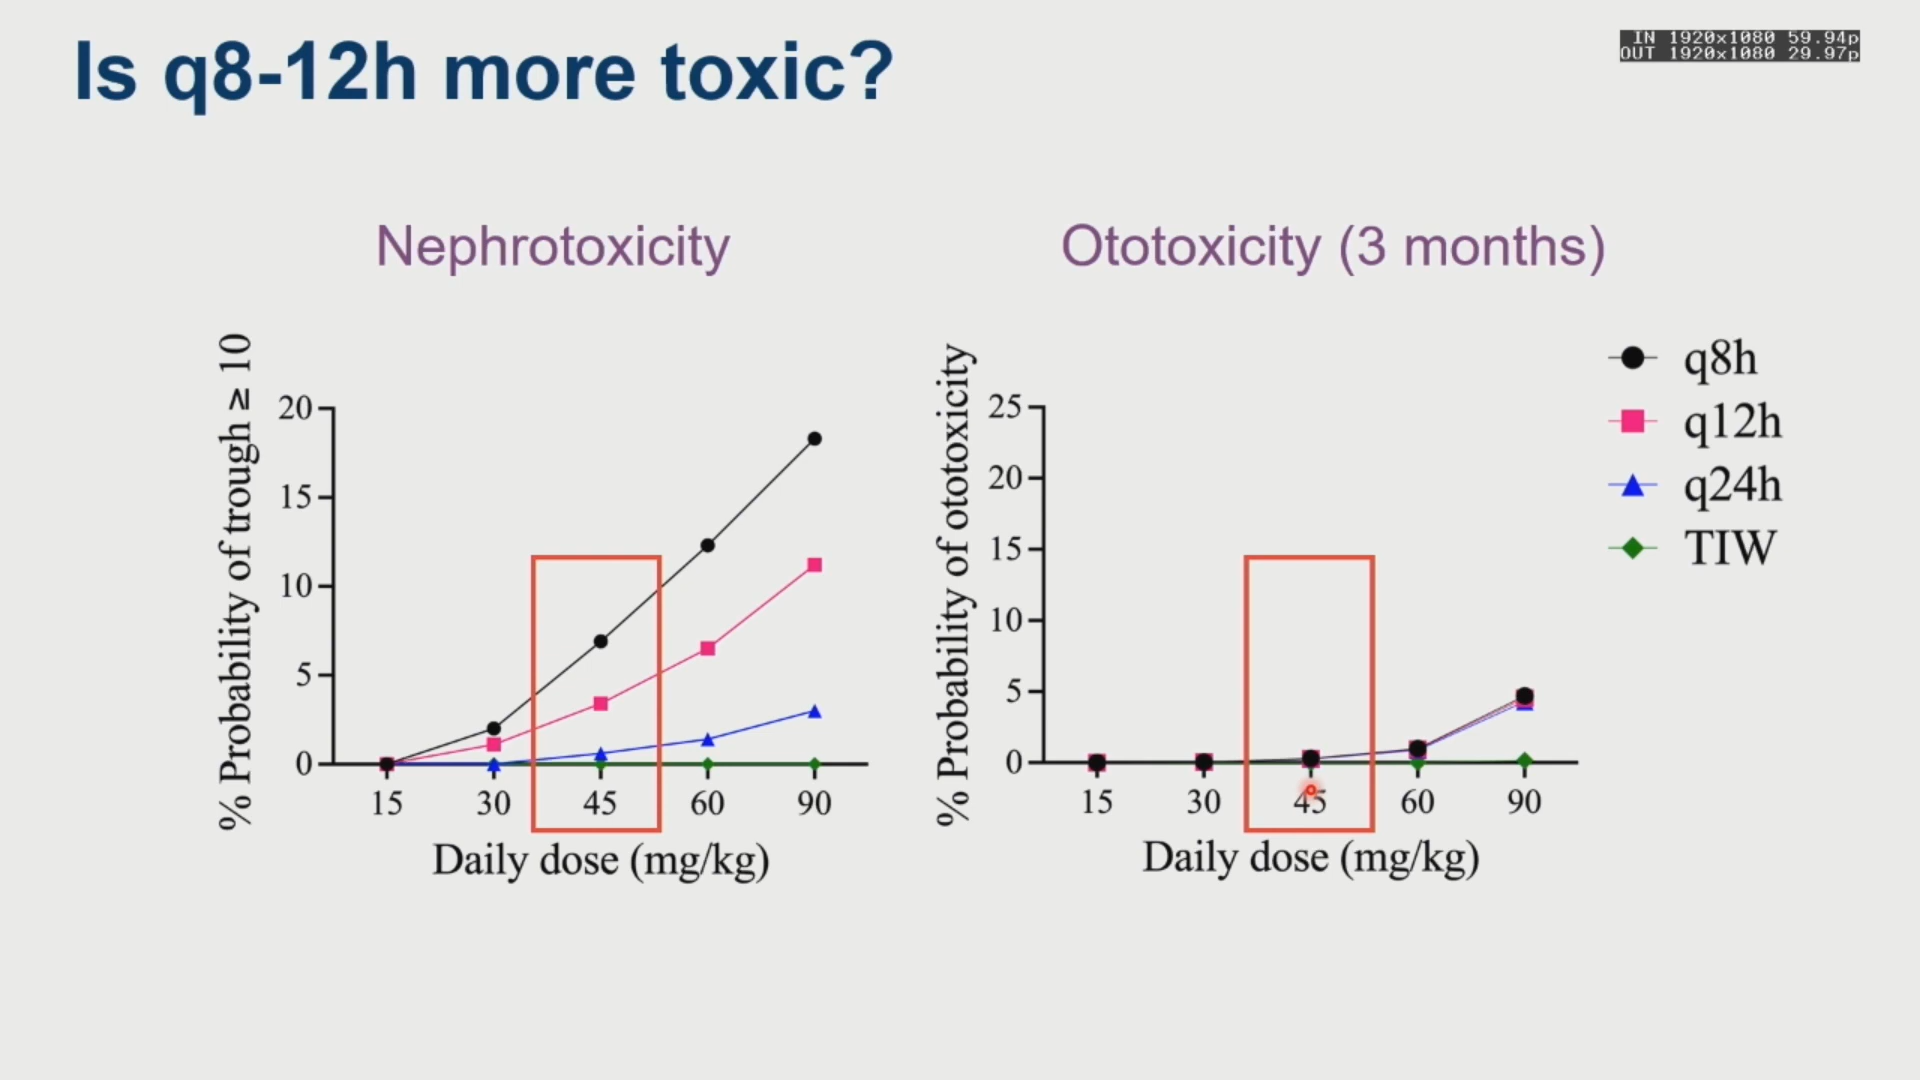 Is q8-12h more toxic?
IN 1920x1080 59.94p
OUT 1920x1080 29.97p
Nephrotoxicity
% Probability of trough ≥ 10
20
15
10
5
0
15 30 45 60 90
Daily dose (mg/kg)
Ototoxicity (3 months)
% Probability of ototoxicity
25
20
15
10
5
0
15 30 45 60 90
Daily dose (mg/kg)
q8h
q12h
q24h
TIW